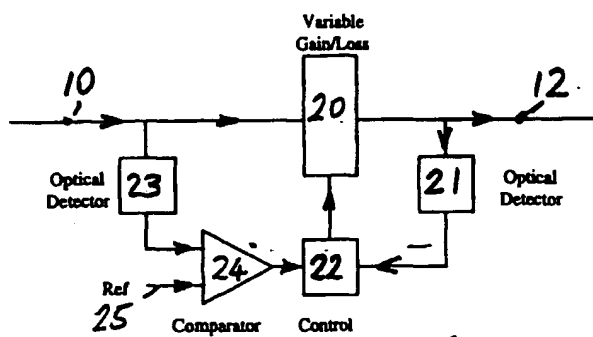 Variable
Gain/Loss
10
20
12
Optical
Detector
23
21
Optical
Detector
24
22
Ref
25
Comparator
Control